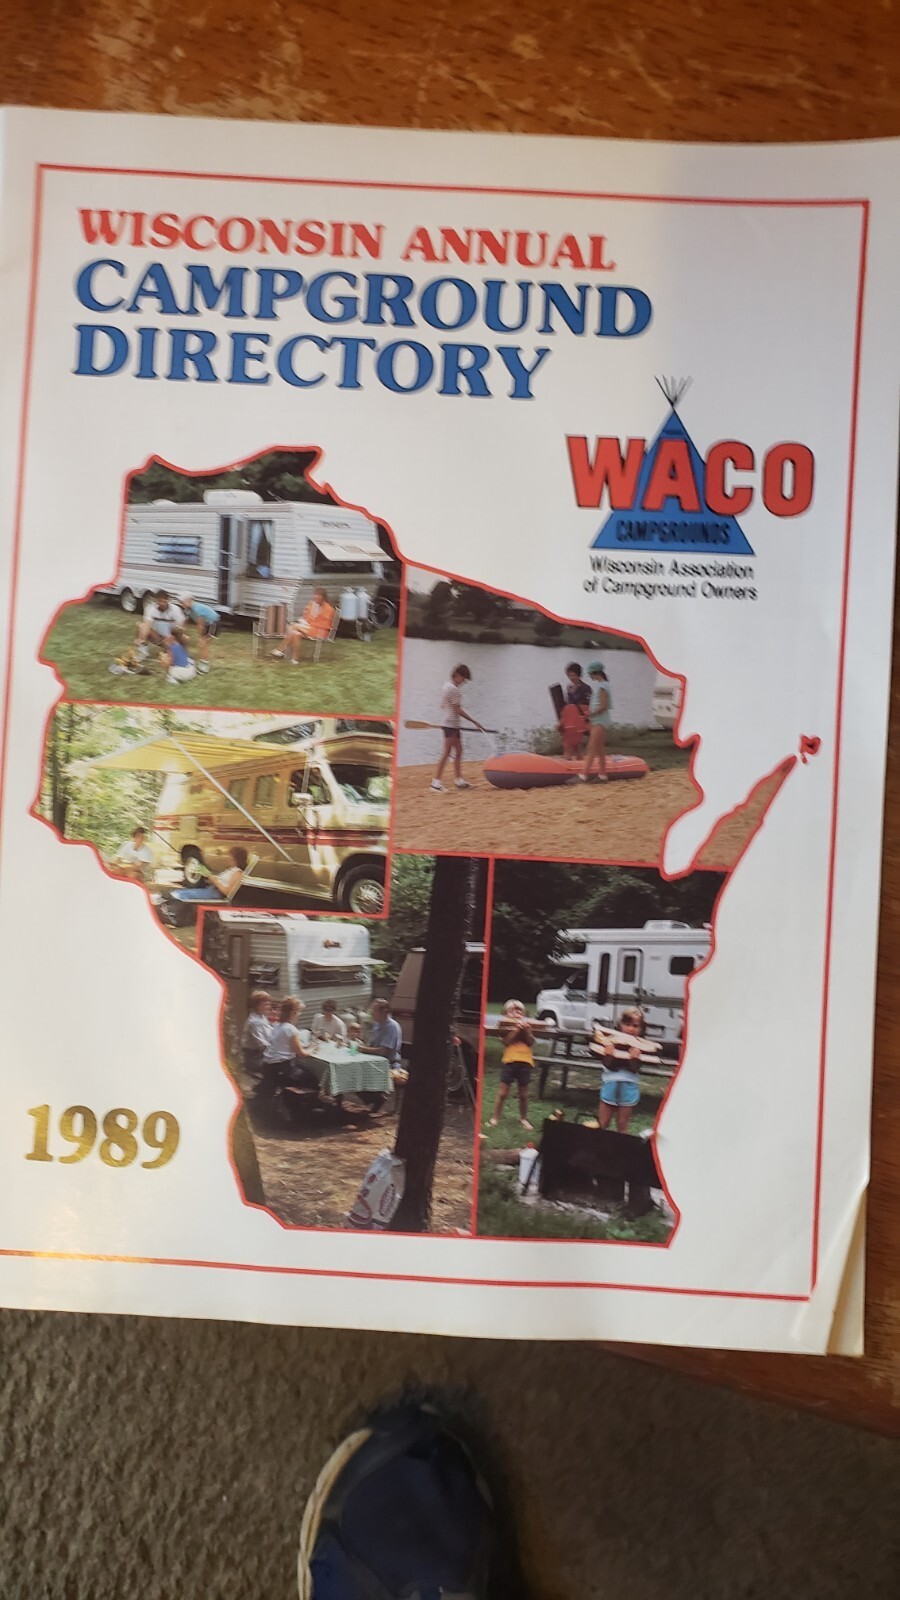 WISCONSIN ANNUAL
CAMPGROUND
DIRECTORY
WACO
CAMPGROUNDS
Wisconsin Association
of Campground Owners
1989